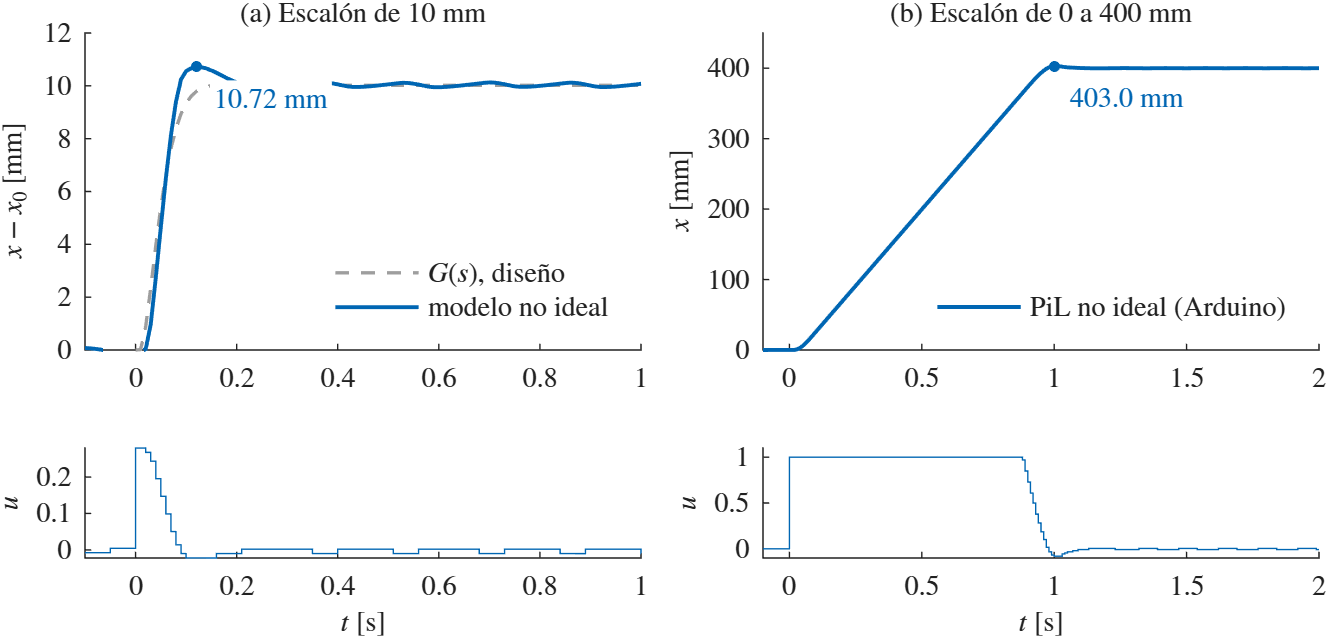 (a) Escalón de 10 mm
12
10
8
6
4
2
0
x − x0 [mm]
10.72 mm
G(s), diseño
modelo no ideal
0 0.2 0.4 0.6 0.8 1
0.2
0.1
0
u
0 0.2 0.4 0.6 0.8 1
t [s]
(b) Escalón de 0 a 400 mm
400
300
200
100
0
x [mm]
403.0 mm
PiL no ideal (Arduino)
0 0.5 1 1.5 2
1
0.5
0
u
0 0.5 1 1.5 2
t [s]